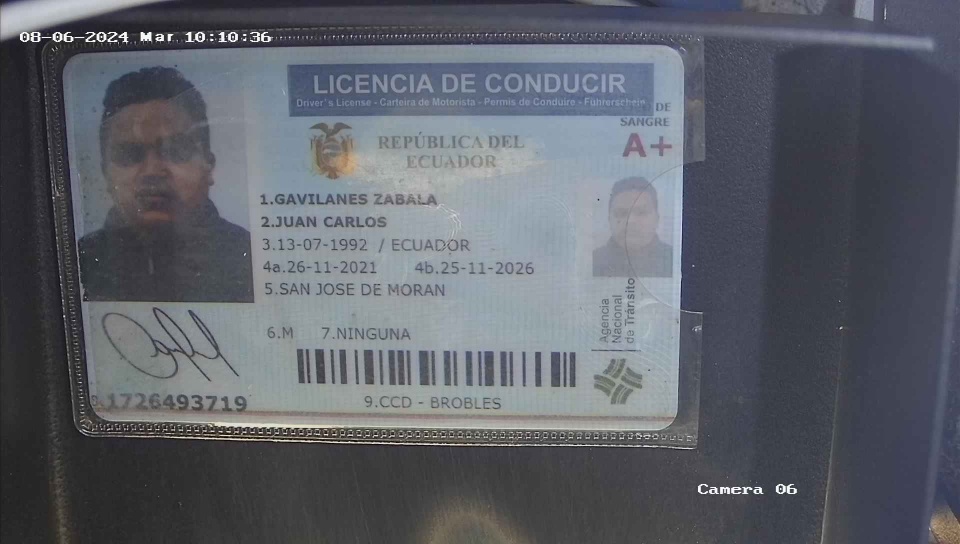 08-06-2024 Mar 10:10:36
LICENCIA DE CONDUCIR
Driver's License - Carteira de Motorista - Permis de Conduire - Führerschein
DE
SANGRE
A+
REPÚBLICA DEL
ECUADOR
1.GAVILANES ZABALA
2.JUAN CARLOS
3.13-07-1992 / ECUADOR
4a.26-11-2021 4b.25-11-2026
5.SAN JOSE DE MORAN
6.M 7.NINGUNA
Agencia
Nacional
de Tránsito
1726493719
9.CCD - BROBLES
Camera 06